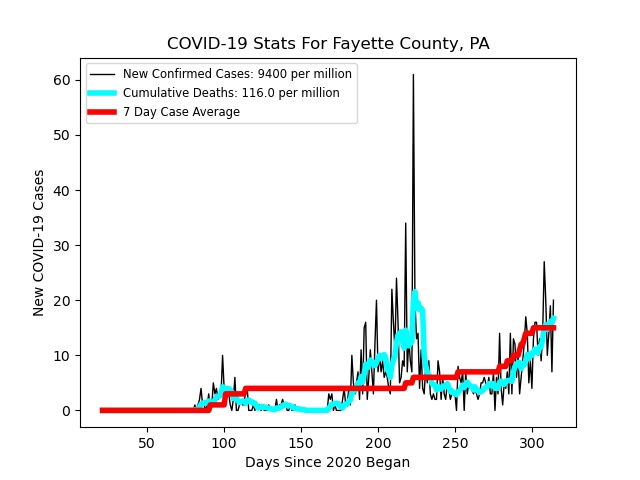 COVID-19 Stats For Fayette County, PA
New Confirmed Cases: 9400 per million
Cumulative Deaths: 116.0 per million
7 Day Case Average
New COVID-19 Cases
60
50
40
30
20
10
0
50
100
150
200
250
300
Days Since 2020 Began